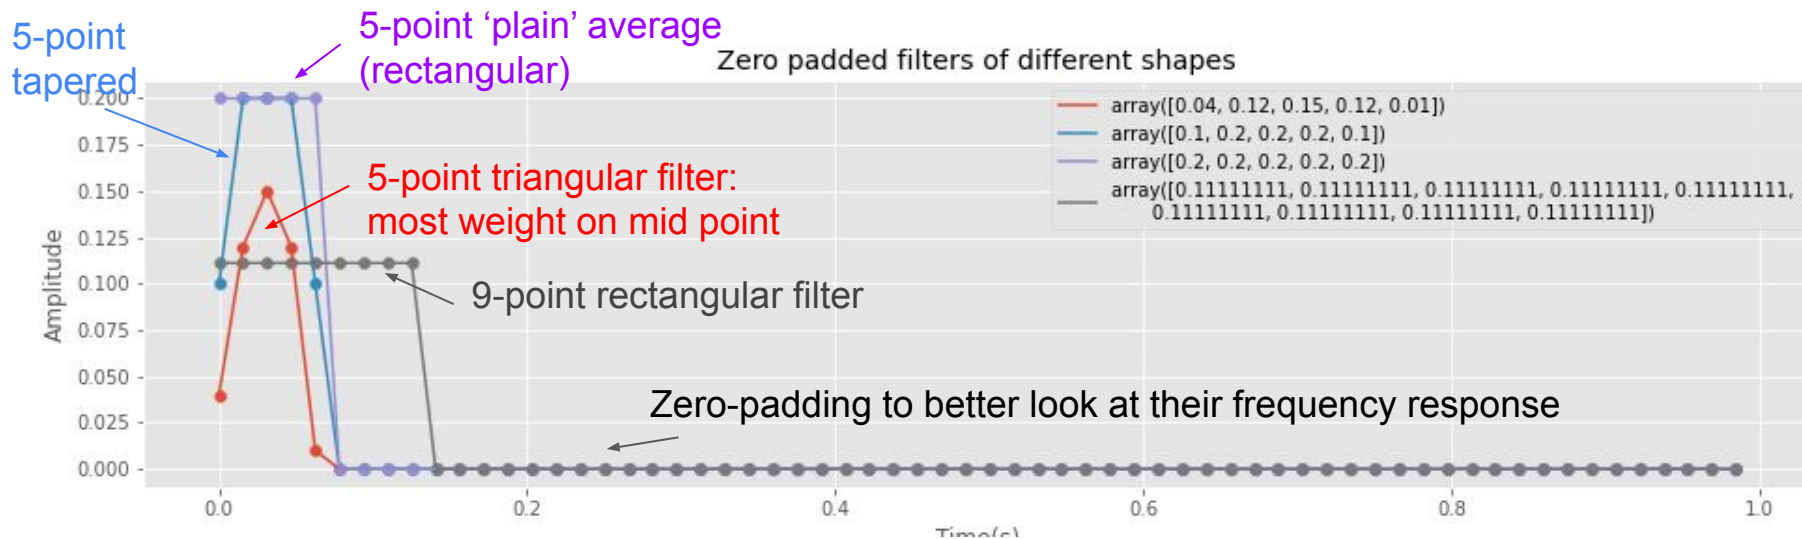 5-point
tapered
5-point ‘plain’ average
(rectangular)
Zero padded filters of different shapes
array([0.04, 0.12, 0.15, 0.12, 0.01])
array([0.1, 0.2, 0.2, 0.2, 0.1])
array([0.2, 0.2, 0.2, 0.2, 0.2])
array([0.11111111, 0.11111111, 0.11111111, 0.11111111, 0.11111111,
0.11111111, 0.11111111, 0.11111111, 0.11111111])
5-point triangular filter:
most weight on mid point
9-point rectangular filter
Zero-padding to better look at their frequency response
Amplitude
0.200
0.175
0.150
0.125
0.100
0.075
0.050
0.025
0.000
0.0 0.2 0.4 0.6 0.8 1.0
Time(s)